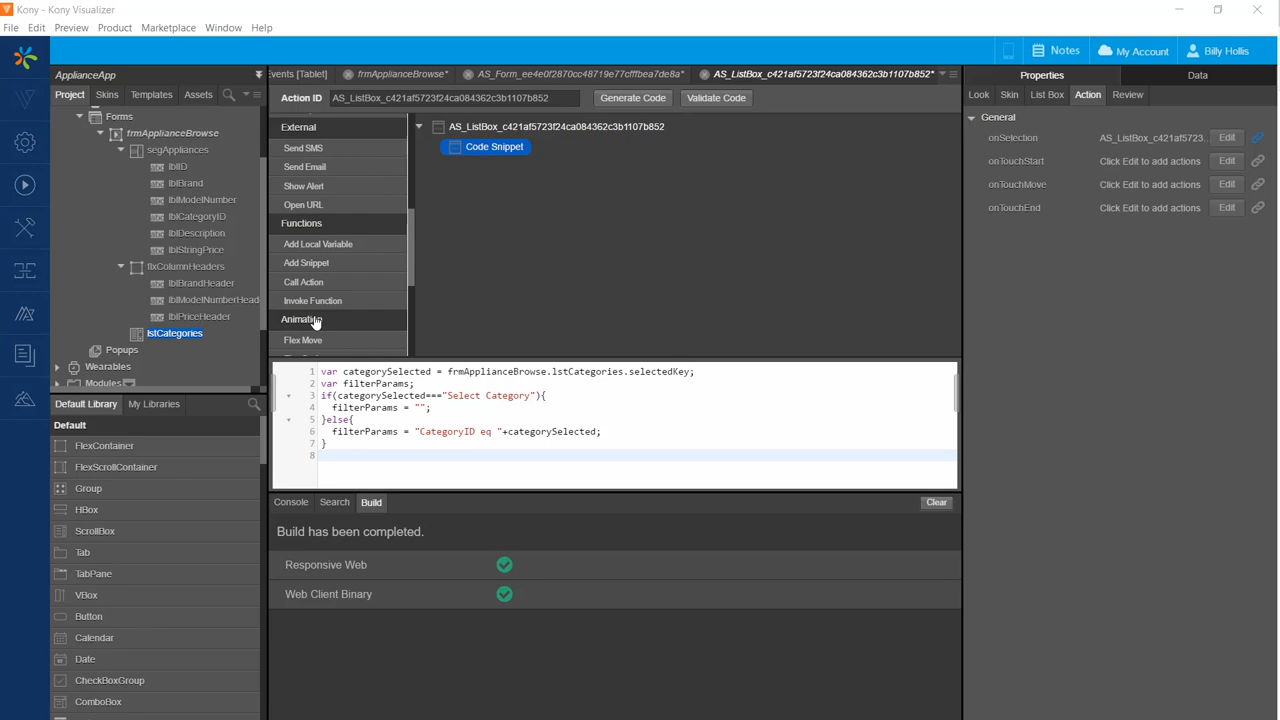 Kony - Kony Visualizer
File Edit Preview Product Marketplace Window Help
Notes My Account Billy Hollis
ApplianceApp
Events [Tablet] frmApplianceBrowse* AS_Form_ee4e0f2870cc48719e77cfffbea7de8a* AS_ListBox_c421af5723f24ca084362c3b1107b852*
Properties Data
Project Skins Templates Assets
Action ID AS_ListBox_c421af5723f24ca084362c3b1107b852 Generate Code Validate Code
Look Skin List Box Action Review
Forms
frmApplianceBrowse
segAppliances
lblID
lblBrand
lblModelNumber
lblCategoryID
lblDescription
lblStringPrice
flxColumnHeaders
lblBrandHeader
lblModelNumberHead
lblPriceHeader
lstCategories
Popups
Wearables
Modules
External
Send SMS
Send Email
Show Alert
Open URL
Functions
Add Local Variable
Add Snippet
Call Action
Invoke Function
Animation
Flex Move
AS_ListBox_c421af5723f24ca084362c3b1107b852
Code Snippet
External
onSelection AS_ListBox_c421af5723... Edit
onTouchStart Click Edit to add actions Edit
onTouchMove Click Edit to add actions Edit
onTouchEnd Click Edit to add actions Edit
1 var categorySelected = frmApplianceBrowse.lstCategories.selectedKey;
2 var filterParams;
3 if(categorySelected==="Select Category"){
4 filterParams = "";
5 }else{
6 filterParams = "CategoryID eq "+categorySelected;
7 }
8
Default Library My Libraries
Default
FlexContainer
FlexScrollContainer
Group
HBox
ScrollBox
Tab
TabPane
VBox
Button
Calendar
Date
CheckBoxGroup
ComboBox
Console Search Build Clear
Build has been completed.
Responsive Web
Web Client Binary